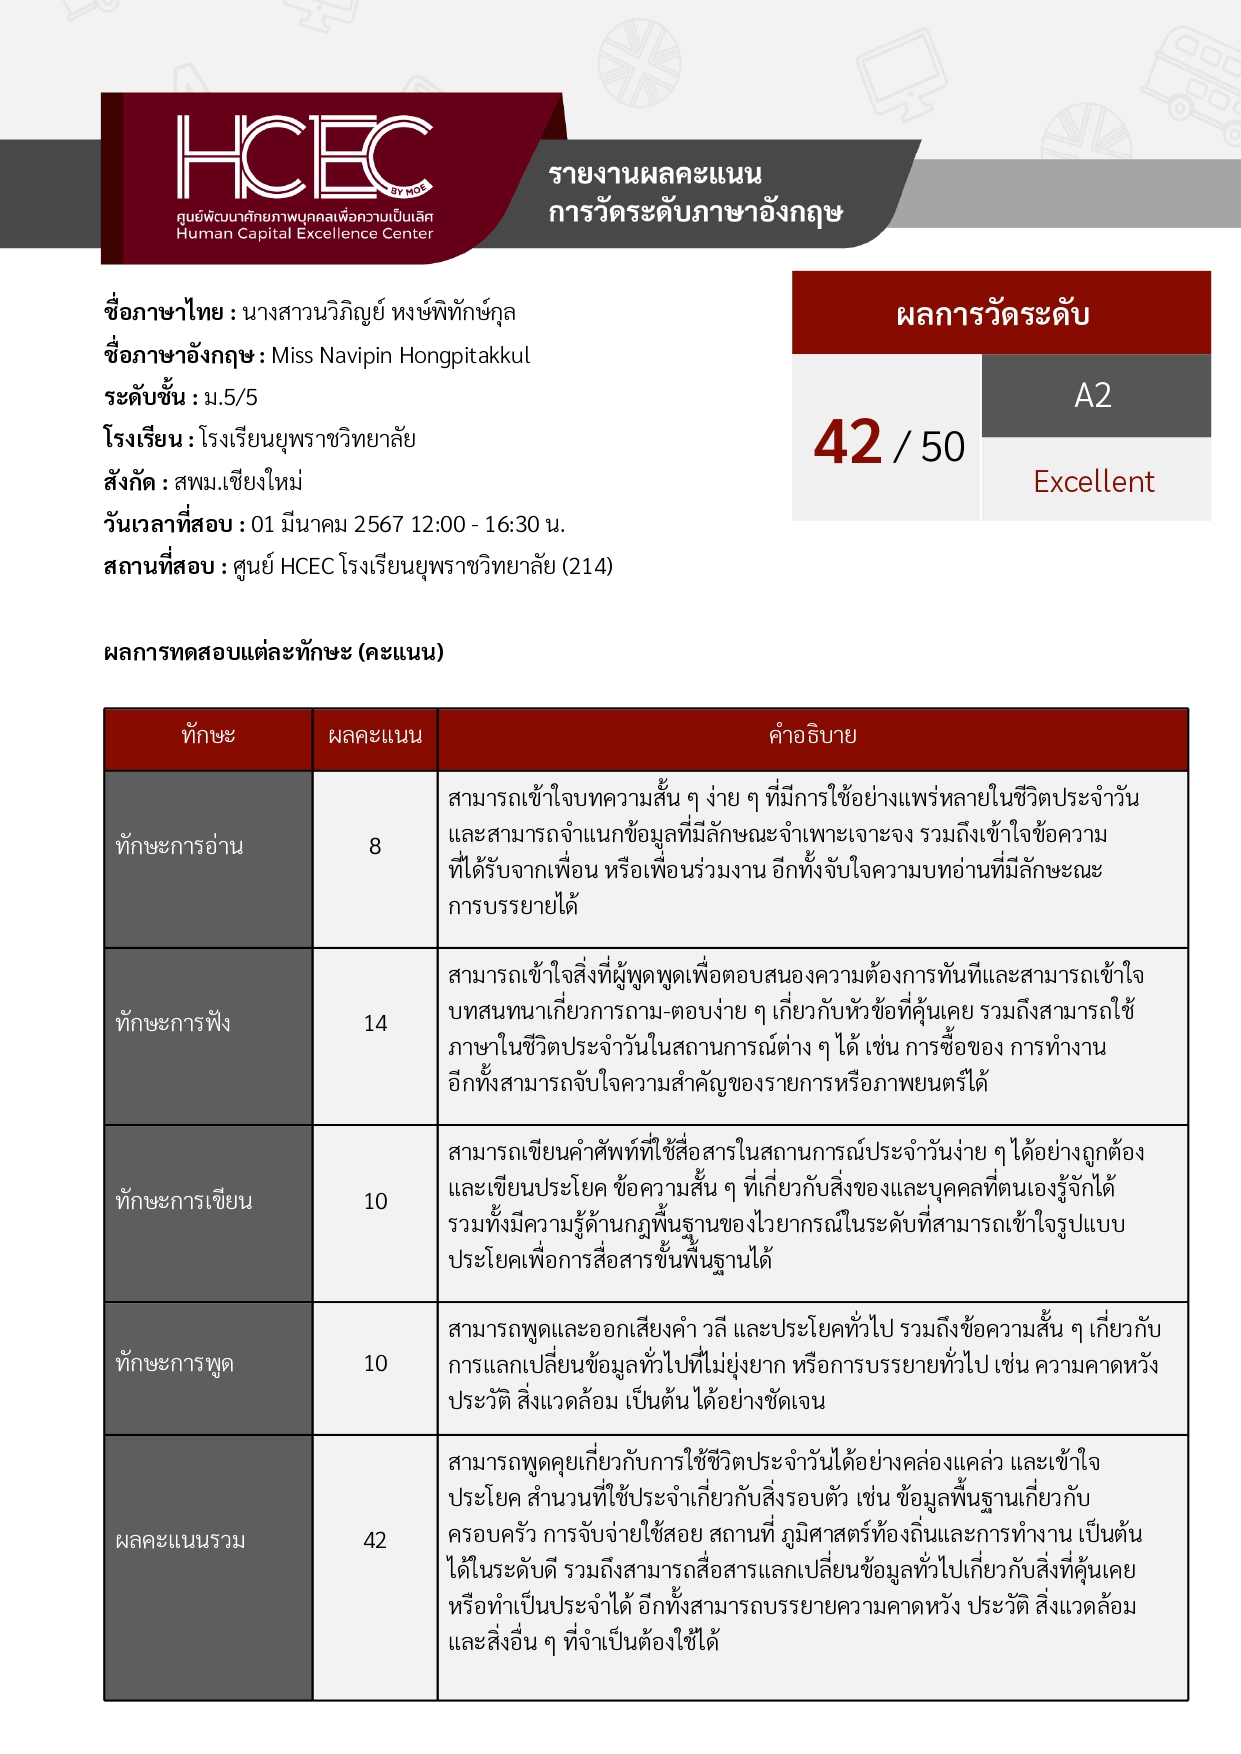 HCEC
BY MOE
ศูนย์พัฒนาศักยภาพบุคคลเพื่อความเป็นเลิศ
Human Capital Excellence Center
รายงานผลคะแนน
การวัดระดับภาษาอังกฤษ
ชื่อภาษาไทย : นางสาวนวิภิญย์ หงษ์พิทักษ์กุล
ชื่อภาษาอังกฤษ : Miss Navipin Hongpitakkul
ระดับชั้น : ม.5/5
โรงเรียน : โรงเรียนยุพราชวิทยาลัย
สังกัด : สพม.เชียงใหม่
วันเวลาที่สอบ : 01 มีนาคม 2567 12:00 - 16:30 น.
สถานที่สอบ : ศูนย์ HCEC โรงเรียนยุพราชวิทยาลัย (214)
ผลการวัดระดับ
42 / 50
A2
Excellent
ผลการทดสอบแต่ละทักษะ (คะแนน)
ทักษะ ผลคะแนน คำอธิบาย
ทักษะการอ่าน
8
สามารถเข้าใจบทความสั้น ๆ ง่าย ๆ ที่มีการใช้อย่างแพร่หลายในชีวิตประจำวัน
และสามารถจำแนกข้อมูลที่มีลักษณะจำเพาะเจาะจง รวมถึงเข้าใจข้อความ
ที่ได้รับจากเพื่อน หรือเพื่อนร่วมงาน อีกทั้งจับใจความบทอ่านที่มีลักษะณะ
การบรรยายได้
ทักษะการฟัง
14
สามารถเข้าใจสิ่งที่ผู้พูดพูดเพื่อตอบสนองความต้องการทันทีและสามารถเข้าใจ
บทสนทนาเกี่ยวการถาม-ตอบง่าย ๆ เกี่ยวกับหัวข้อที่คุ้นเคย รวมถึงสามารถใช้
ภาษาในชีวิตประจำวันในสถานการณ์ต่าง ๆ ได้ เช่น การซื้อของ การทำงาน
อีกทั้งสามารถจับใจความสำคัญของรายการหรือภาพยนตร์ได้
ทักษะการเขียน
10
สามารถเขียนคำศัพท์ที่ใช้สื่อสารในสถานการณ์ประจำวันง่าย ๆ ได้อย่างถูกต้อง
และเขียนประโยค ข้อความสั้น ๆ ที่เกี่ยวกับสิ่งของและบุคคลที่ตนเองรู้จักได้
รวมทั้งมีความรู้ด้านกฎพื้นฐานของไวยากรณ์ในระดับที่สามารถเข้าใจรูปแบบ
ประโยคเพื่อการสื่อสารขั้นพื้นฐานได้
ทักษะการพูด
10
สามารถพูดและออกเสียงคำ วลี และประโยคทั่วไป รวมถึงข้อความสั้น ๆ เกี่ยวกับ
การแลกเปลี่ยนข้อมูลทั่วไปที่ไม่ยุ่งยาก หรือการบรรยายทั่วไป เช่น ความคาดหวัง
ประวัติ สิ่งแวดล้อม เป็นต้น ได้อย่างชัดเจน
ผลคะแนนรวม
42
สามารถพูดคุยเกี่ยวกับการใช้ชีวิตประจำวันได้อย่างคล่องแคล่ว และเข้าใจ
ประโยค สำนวนที่ใช้ประจำเกี่ยวกับสิ่งรอบตัว เช่น ข้อมูลพื้นฐานเกี่ยวกับ
ครอบครัว การจับจ่ายใช้สอย สถานที่ ภูมิศาสตร์ท้องถิ่นและการทำงาน เป็นต้น
ได้ในระดับดี รวมถึงสามารถสื่อสารแลกเปลี่ยนข้อมูลทั่วไปเกี่ยวกับสิ่งที่คุ้นเคย
หรือทำเป็นประจำได้ อีกทั้งสามารถบรรยายความคาดหวัง ประวัติ สิ่งแวดล้อม
และสิ่งอื่น ๆ ที่จำเป็นต้องใช้ได้